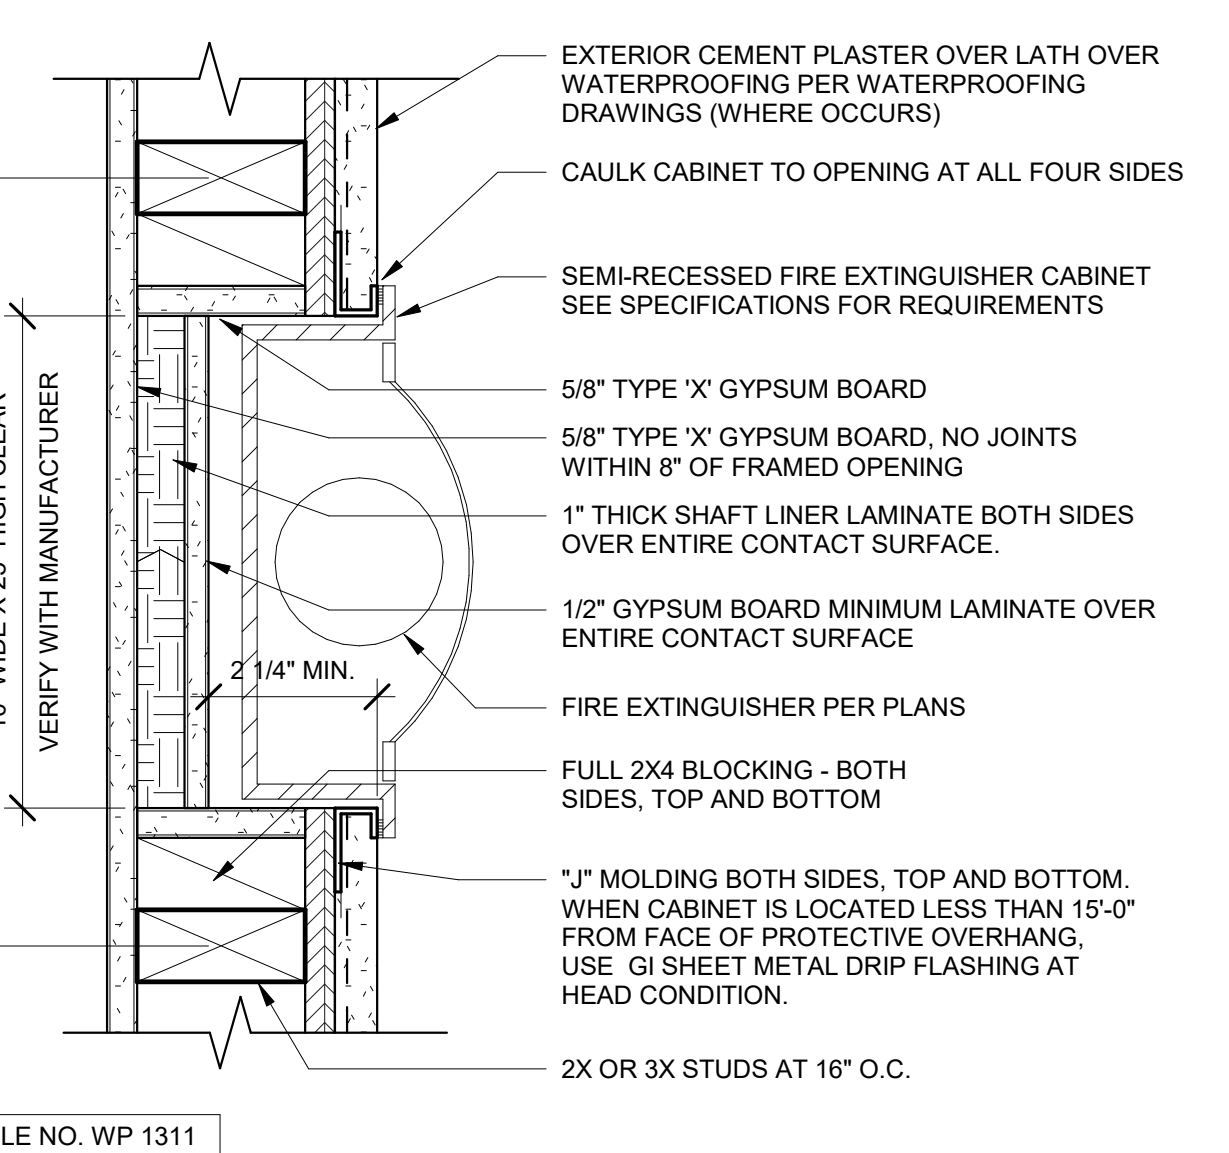 EXTERIOR CEMENT PLASTER OVER LATH OVER
WATERPROOFING PER WATERPROOFING
DRAWINGS (WHERE OCCURS)
CAULK CABINET TO OPENING AT ALL FOUR SIDES
SEMI-RECESSED FIRE EXTINGUISHER CABINET
SEE SPECIFICATIONS FOR REQUIREMENTS
5/8" TYPE 'X' GYPSUM BOARD
5/8" TYPE 'X' GYPSUM BOARD, NO JOINTS
WITHIN 8" OF FRAMED OPENING
1" THICK SHAFT LINER LAMINATE BOTH SIDES
OVER ENTIRE CONTACT SURFACE.
1/2" GYPSUM BOARD MINIMUM LAMINATE OVER
ENTIRE CONTACT SURFACE
FIRE EXTINGUISHER PER PLANS
FULL 2X4 BLOCKING - BOTH
SIDES, TOP AND BOTTOM
"J" MOLDING BOTH SIDES, TOP AND BOTTOM.
WHEN CABINET IS LOCATED LESS THAN 15'-0"
FROM FACE OF PROTECTIVE OVERHANG,
USE GI SHEET METAL DRIP FLASHING AT
HEAD CONDITION.
2X OR 3X STUDS AT 16" O.C.
WIDE X HIGH CLEAR
VERIFY WITH MANUFACTURER
2 1/4" MIN.
LE NO. WP 1311